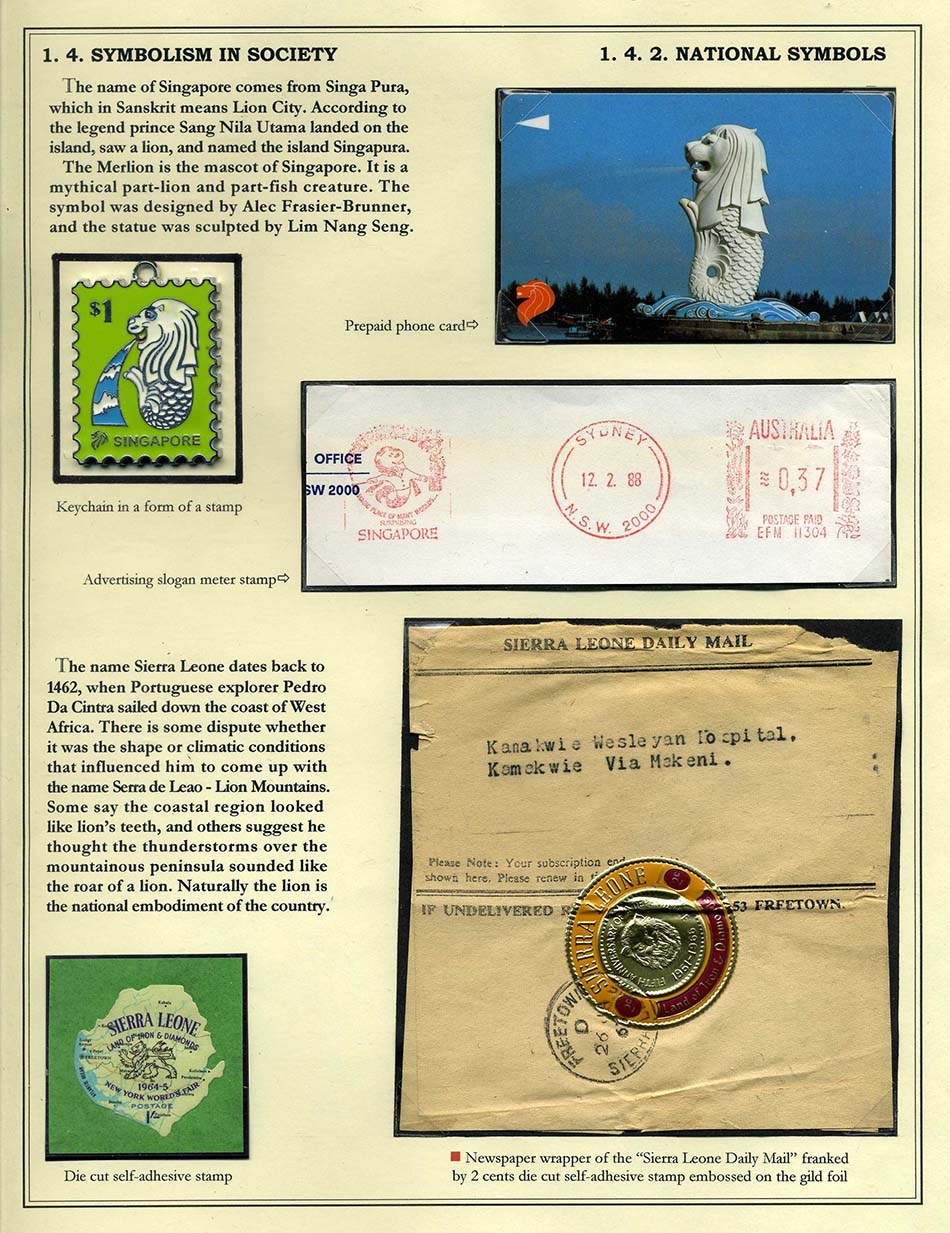 1. 4. SYMBOLISM IN SOCIETY
1. 4. 2. NATIONAL SYMBOLS
The name of Singapore comes from Singa Pura,
which in Sanskrit means Lion City. According to
the legend prince Sang Nila Utama landed on the
island, saw a lion, and named the island Singapura.
The Merlion is the mascot of Singapore. It is a
mythical part-lion and part-fish creature. The
symbol was designed by Alec Frasier-Brunner,
and the statue was sculpted by Lim Nang Seng.
Prepaid phone card⇨
$1
SINGAPORE
Keychain in a form of a stamp
OFFICE
SW 2000
SURPRISING
SINGAPORE
SYDNEY
12. 2. 88
N.S.W. 2000
AUSTRALIA
≈ 0,37
POSTAGE PAID
EFM 11304
Advertising slogan meter stamp⇨
The name Sierra Leone dates back to
1462, when Portuguese explorer Pedro
Da Cintra sailed down the coast of West
Africa. There is some dispute whether
it was the shape or climatic conditions
that influenced him to come up with
the name Serra de Leao - Lion Mountains.
Some say the coastal region looked
like lion's teeth, and others suggest he
thought the thunderstorms over the
mountainous peninsula sounded like
the roar of a lion. Naturally the lion is
the national embodiment of the country.
SIERRA LEONE DAILY MAIL
Kamakwie Wesleyan Hospital,
Kamakwie Via Makeni.
Please Note: Your subscription en
shown here. Please renew in t
IF UNDELIVERED R
53 FREETOWN.
SIERRA LEONE
Land of Iron &
1961-1966
FREETOWN
D
26
SIERRA
SIERRA LEONE
LAND OF IRON & DIAMONDS
FREETOWN
1964-5
NEW YORK WORLD'S FAIR
POSTAGE
1/-
Die cut self-adhesive stamp
Newspaper wrapper of the "Sierra Leone Daily Mail" franked
by 2 cents die cut self-adhesive stamp embossed on the gild foil